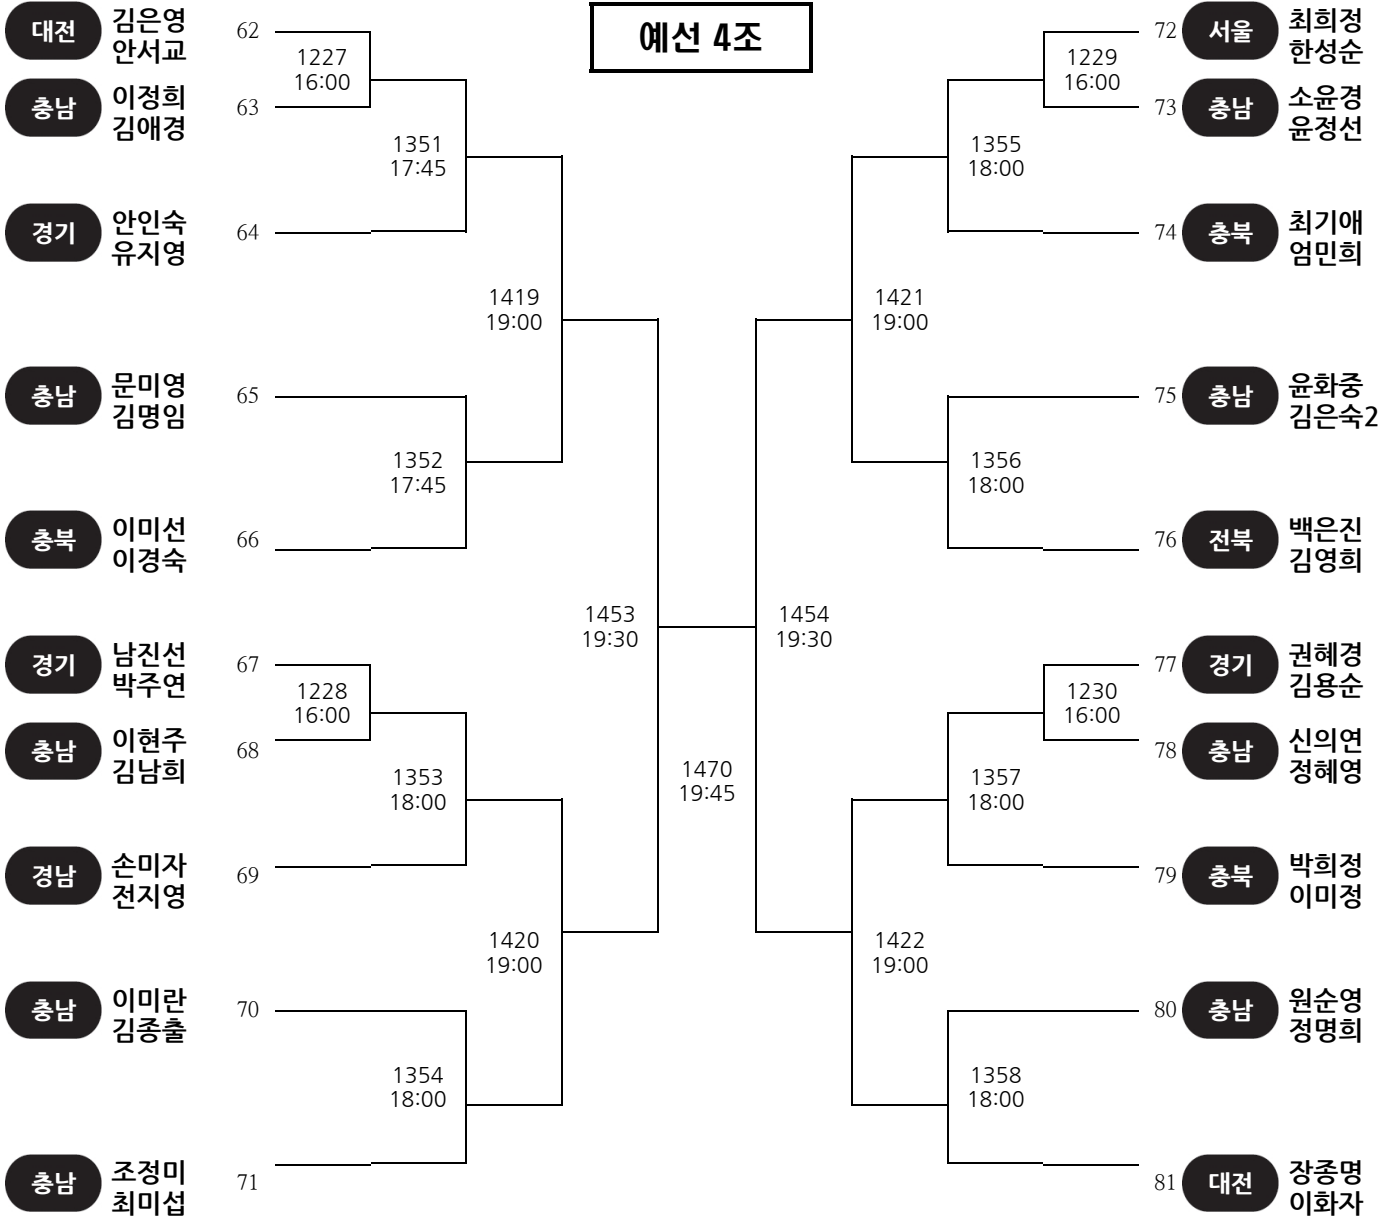 예선 4조
대전
김은영
안서교
62
1227
16:00
충남
이정희
김애경
63
1351
17:45
경기
안인숙
유지영
64
1419
19:00
충남
문미영
김명임
65
1352
17:45
충북
이미선
이경숙
66
1453
19:30
경기
남진선
박주연
67
1228
16:00
충남
이현주
김남희
68
1353
18:00
경남
손미자
전지영
69
1420
19:00
충남
이미란
김종출
70
1354
18:00
충남
조정미
최미섭
71
1470
19:45
72
서울
최희정
한성순
1229
16:00
73
충남
소윤경
윤정선
1355
18:00
74
충북
최기애
엄민희
1421
19:00
75
충남
윤화중
김은숙2
1356
18:00
76
전북
백은진
김영희
1454
19:30
77
경기
권혜경
김용순
1230
16:00
78
충남
신의연
정혜영
1357
18:00
79
충북
박희정
이미정
1422
19:00
80
충남
원순영
정명희
1358
18:00
81
대전
장종명
이화자